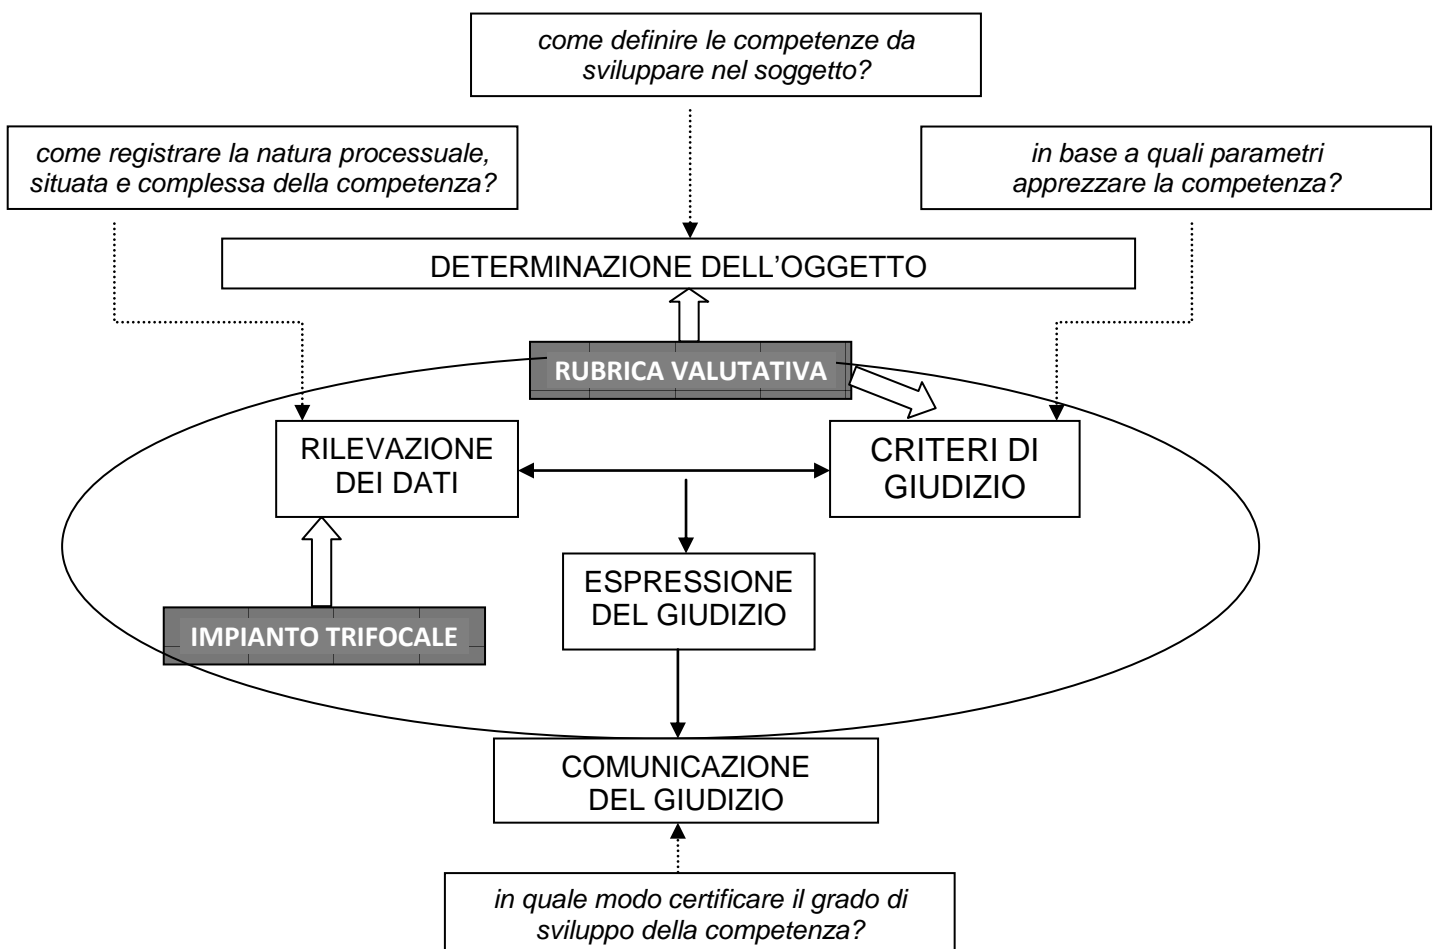 come definire le competenze da
sviluppare nel soggetto?
come registrare la natura processuale,
situata e complessa della competenza?
in base a quali parametri
apprezzare la competenza?
DETERMINAZIONE DELL’OGGETTO
RUBRICA VALUTATIVA
RILEVAZIONE
DEI DATI
CRITERI DI
GIUDIZIO
ESPRESSIONE
DEL GIUDIZIO
IMPIANTO TRIFOCALE
COMUNICAZIONE
DEL GIUDIZIO
in quale modo certificare il grado di
sviluppo della competenza?